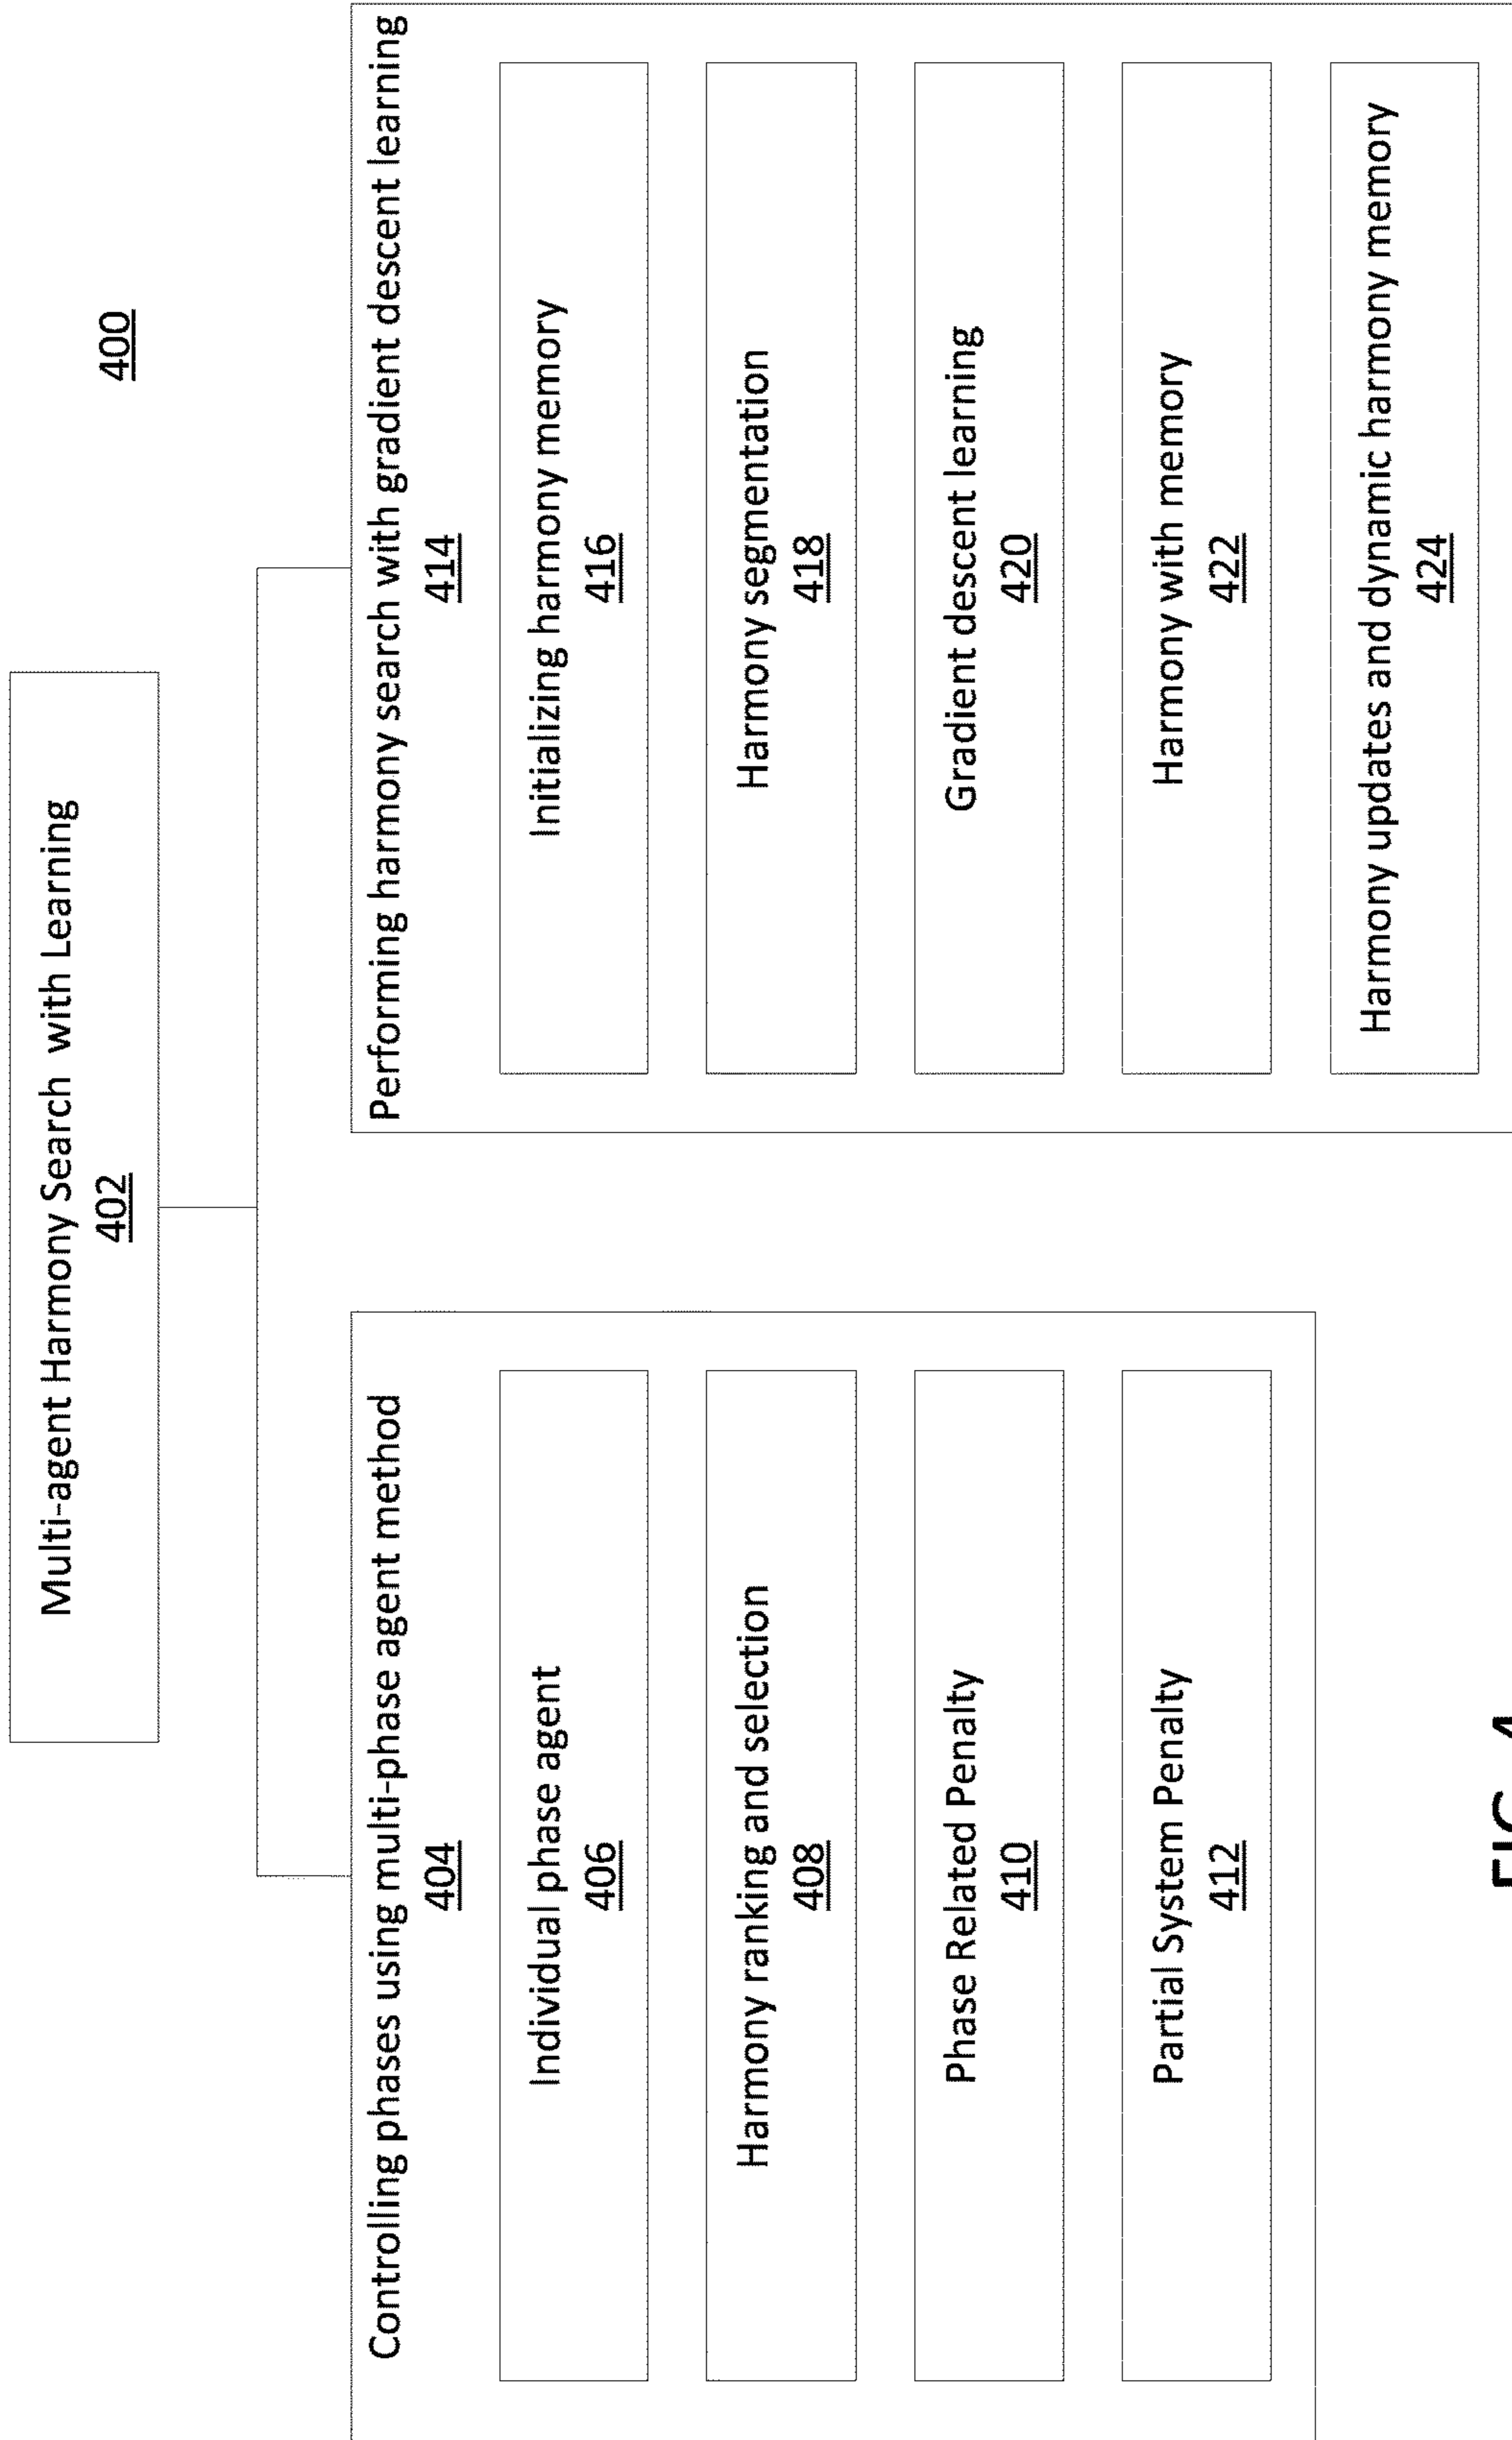 Multi-agent Harmony Search with Learning
402
400
Controlling phases using multi-phase agent method
404
Individual phase agent
406
Harmony ranking and selection
408
Phase Related Penalty
410
Partial System Penalty
412
Performing harmony search with gradient descent learning
414
Initializing harmony memory
416
Harmony segmentation
418
Gradient descent learning
420
Harmony with memory
422
Harmony updates and dynamic harmony memory
424
FIG. 4